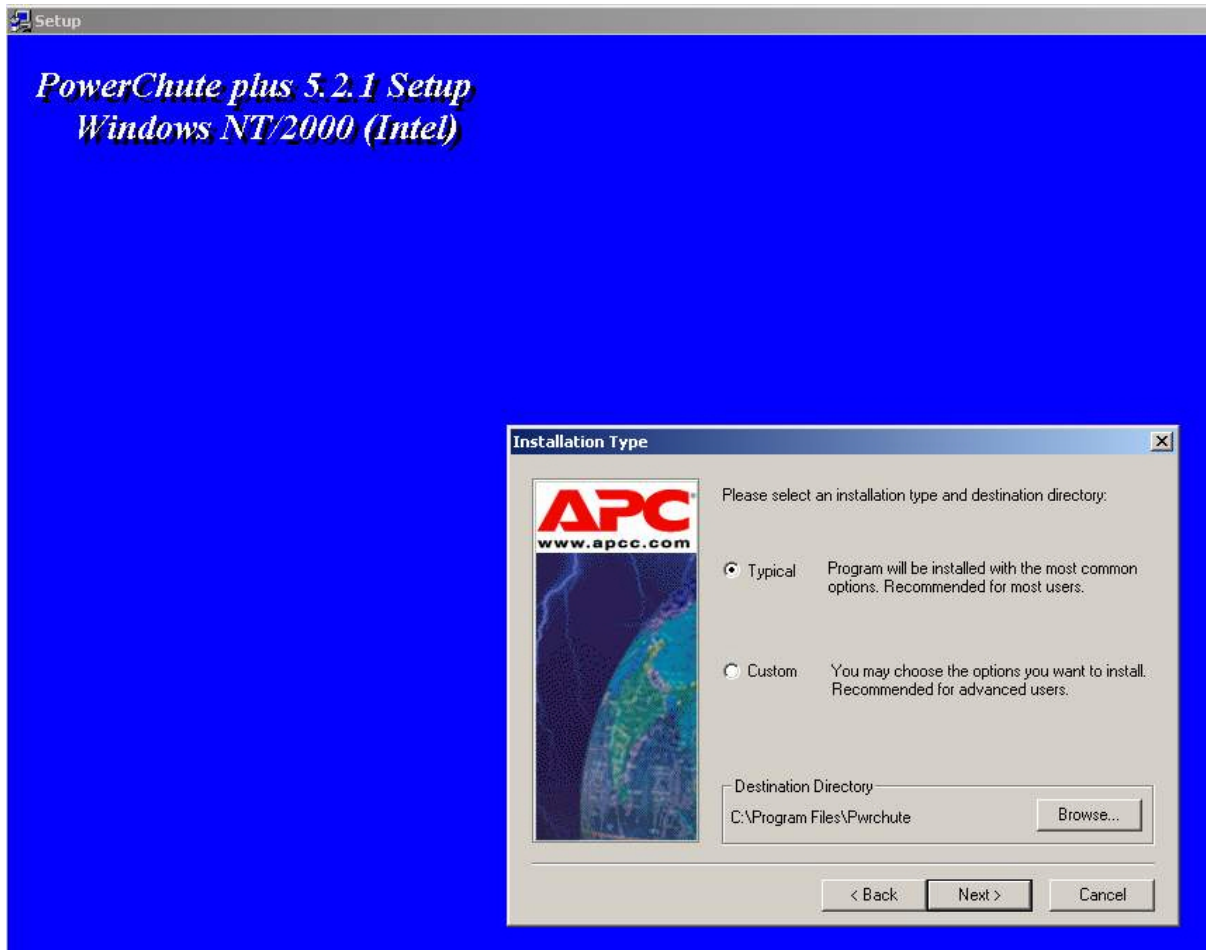 Setup
PowerChute plus 5.2.1 Setup
Windows NT/2000 (Intel)
Installation Type
APC
www.apcc.com
Please select an installation type and destination directory:
Typical Program will be installed with the most common
options. Recommended for most users.
Custom You may choose the options you want to install.
Recommended for advanced users.
Destination Directory
C:\Program Files\Pwrchute Browse...
< Back Next > Cancel